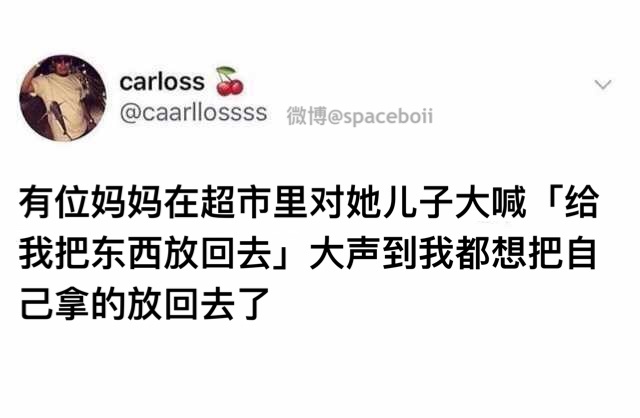 carloss 🍒
@caarllossss 微博@spaceboii
有位妈妈在超市里对她儿子大喊「给
我把东西放回去」大声到我都想把自
己拿的放回去了